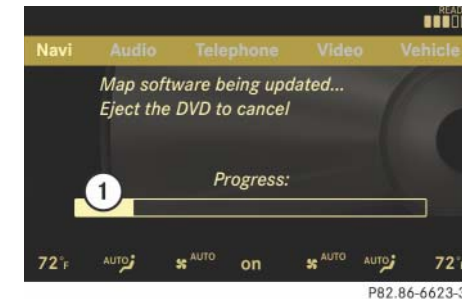 READ
Navi Audio Telephone Video Vehicle
Map software being updated...
Eject the DVD to cancel
Progress:
1
72°F AUTO AUTO on AUTO AUTO 72°
P82.86-6623-3